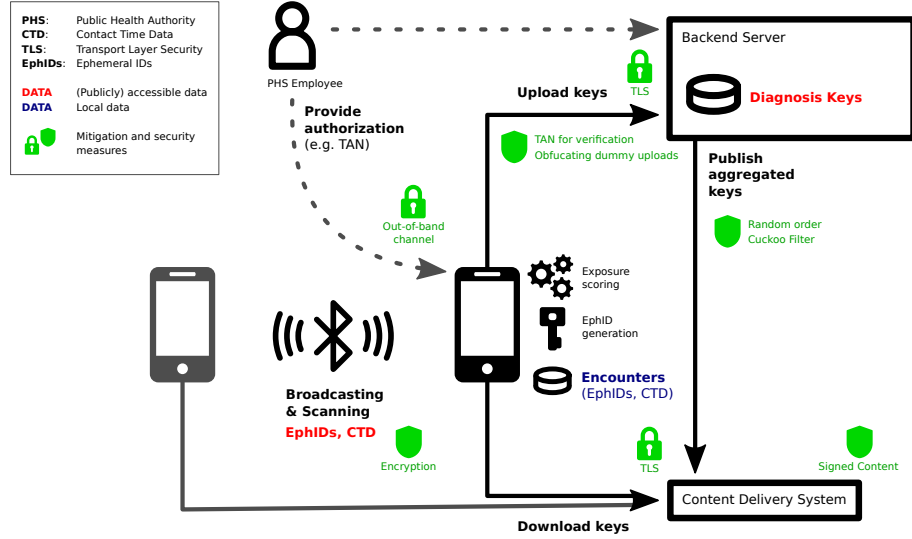 PHS: Public Health Authority
CTD: Contact Time Data
TLS: Transport Layer Security
EphIDs: Ephemeral IDs
DATA (Publicly) accessible data
DATA Local data
Mitigation and security
measures
PHS Employee
Provide
authorization
(e.g. TAN)
Upload keys
TLS
Backend Server
Diagnosis Keys
TAN for verification
Obfucating dummy uploads
Publish
aggregated
keys
Random order
Cuckoo Filter
Out-of-band
channel
Exposure
scoring
EphID
generation
Encounters
(EphIDs, CTD)
Broadcasting
& Scanning
EphIDs, CTD
Encryption
TLS
Signed Content
Content Delivery System
Download keys